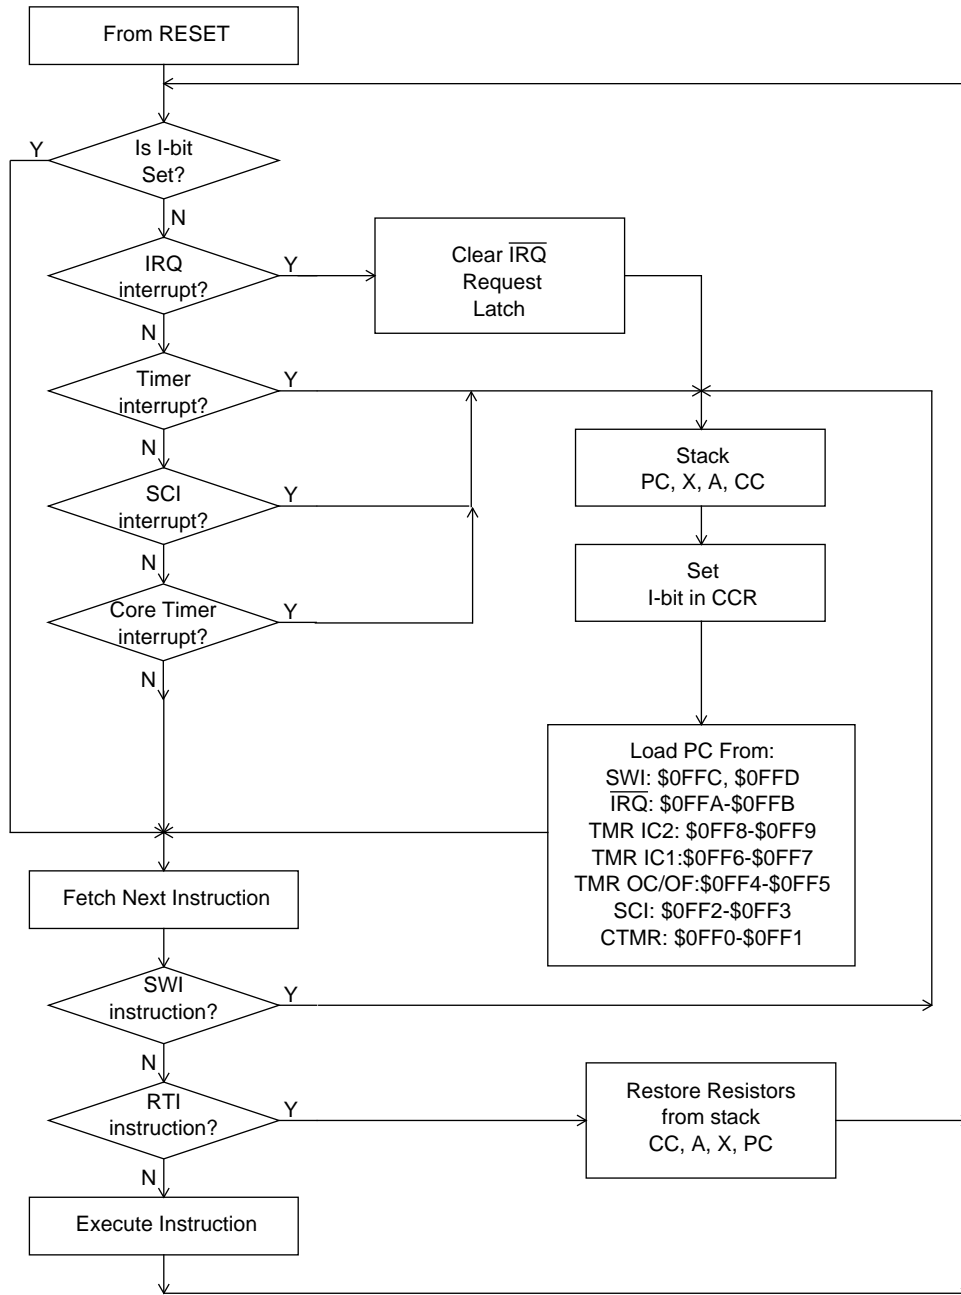 From RESET
Y
Is I-bit
Set?
N
IRQ
interrupt?
Y
Clear IRQ
Request
Latch
N
Timer
interrupt?
Y
Stack
PC, X, A, CC
N
SCI
interrupt?
Y
Set
I-bit in CCR
N
Core Timer
interrupt?
Y
N
Load PC From:
SWI: $0FFC, $0FFD
IRQ: $0FFA-$0FFB
TMR IC2: $0FF8-$0FF9
TMR IC1:$0FF6-$0FF7
TMR OC/OF:$0FF4-$0FF5
SCI: $0FF2-$0FF3
CTMR: $0FF0-$0FF1
Fetch Next Instruction
SWI
instruction?
Y
N
RTI
instruction?
Y
Restore Resistors
from stack
CC, A, X, PC
N
Execute Instruction